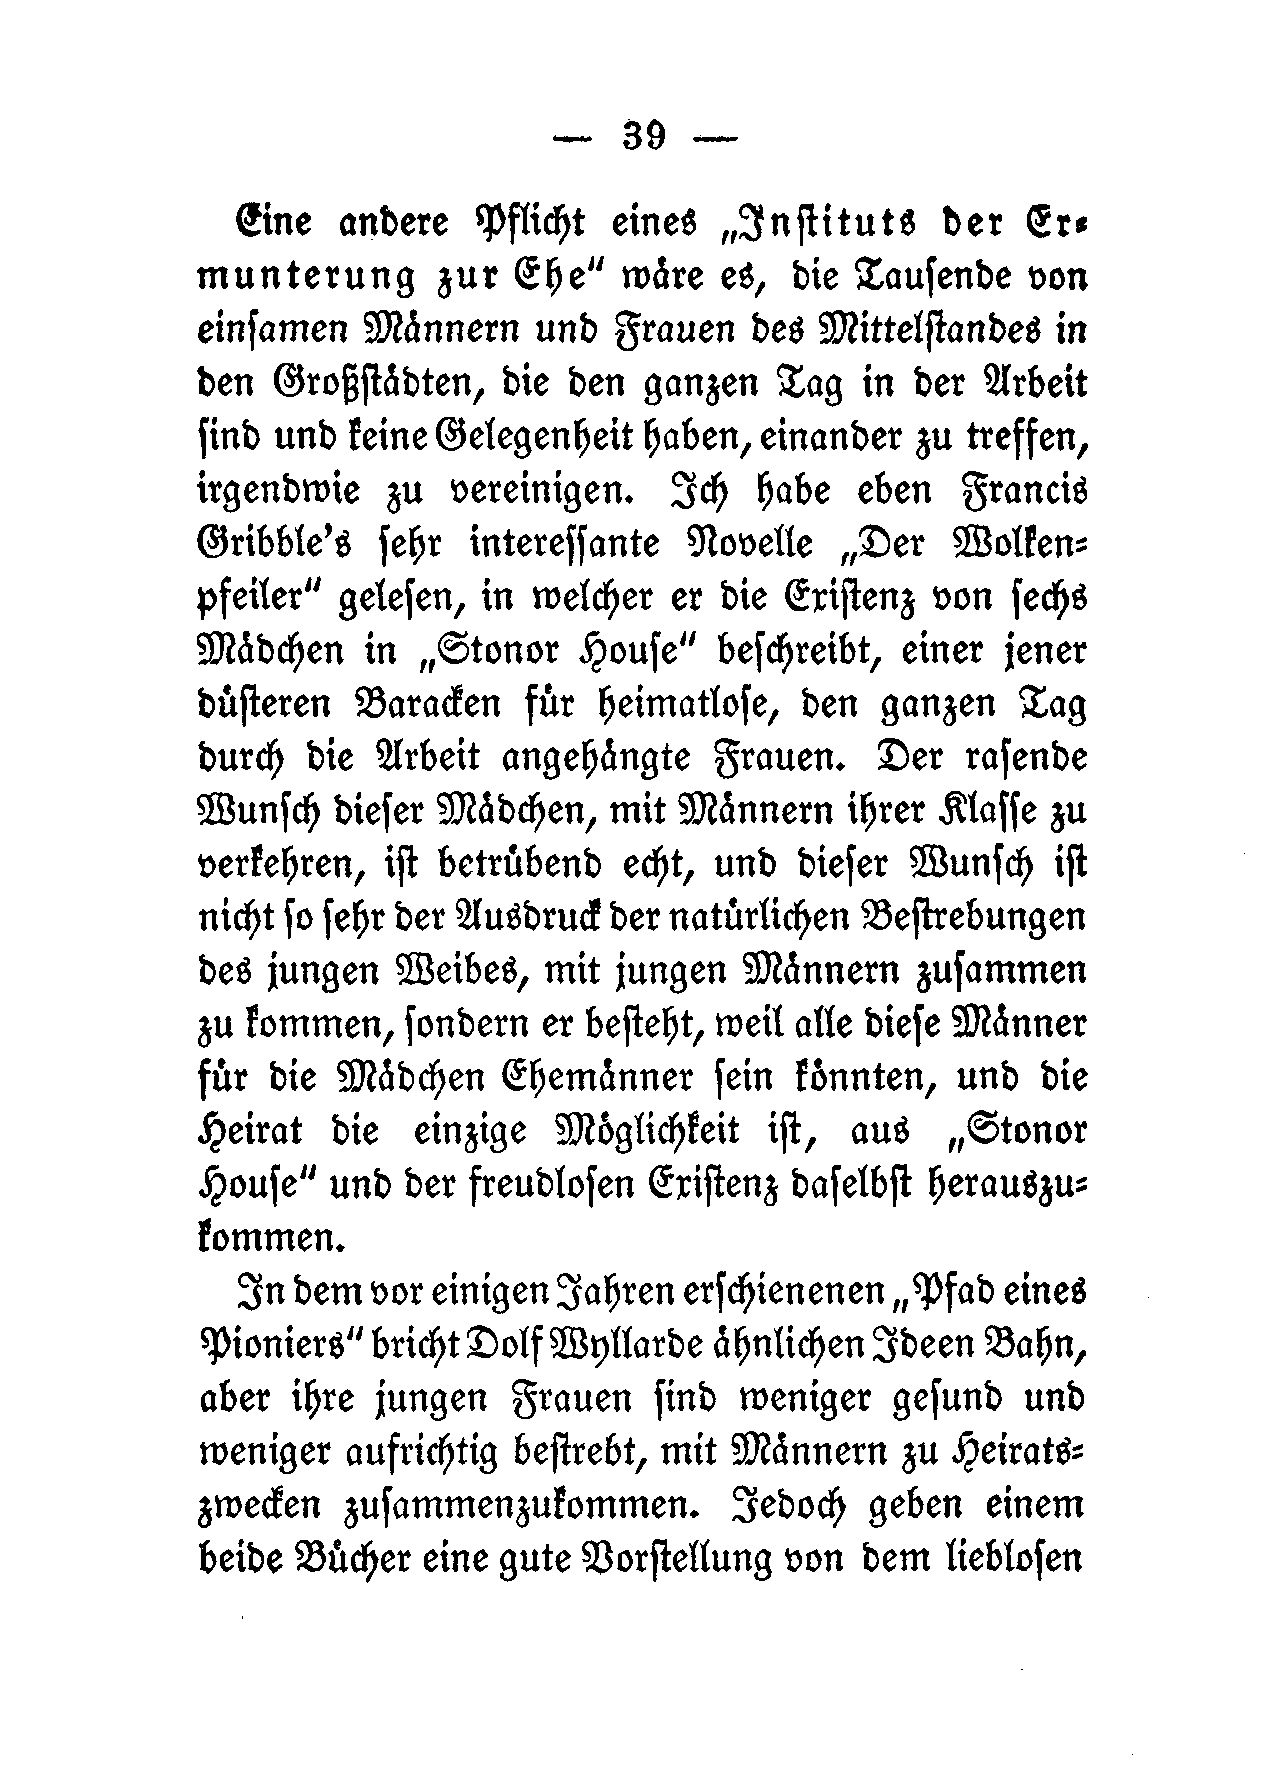 — 39 —
Eine andere Pflicht eines „Instituts der Er-
munterung zur Ehe“ wäre es, die Tausende von
einsamen Männern und Frauen des Mittelstandes in
den Großstädten, die den ganzen Tag in der Arbeit
sind und keine Gelegenheit haben, einander zu treffen,
irgendwie zu vereinigen. Ich habe eben Francis
Gribble's sehr interessante Novelle „Der Wolken-
pfeiler“ gelesen, in welcher er die Existenz von sechs
Mädchen in „Stonor House“ beschreibt, einer jener
düsteren Baracken für heimatlose, den ganzen Tag
durch die Arbeit angehängte Frauen. Der rasende
Wunsch dieser Mädchen, mit Männern ihrer Klasse zu
verkehren, ist betrübend echt, und dieser Wunsch ist
nicht so sehr der Ausdruck der natürlichen Bestrebungen
des jungen Weibes, mit jungen Männern zusammen
zu kommen, sondern er besteht, weil alle diese Männer
für die Mädchen Ehemänner sein könnten, und die
Heirat die einzige Möglichkeit ist, aus „Stonor
House“ und der freudlosen Existenz daselbst herauszu-
kommen.
In dem vor einigen Jahren erschienenen „Pfad eines
Pioniers“ bricht Dolf Wyllarde ähnlichen Ideen Bahn,
aber ihre jungen Frauen sind weniger gesund und
weniger aufrichtig bestrebt, mit Männern zu Heirats-
zwecken zusammenzukommen. Jedoch geben einem
beide Bücher eine gute Vorstellung von dem lieblosen